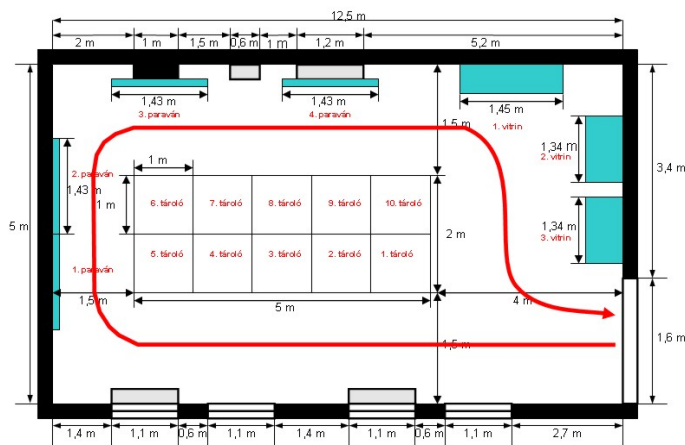 12,5 m
2 m
1 m
1,5 m
0,6 m
1 m
1,2 m
5,2 m
1,43 m
3. paraván
1,43 m
4. paraván
1,5 m
1,45 m
1. vitrin
1,34 m
2. vitrin
3,4 m
2. paraván
1,43 m
1 m
1 m
6. tároló
7. tároló
8. tároló
9. tároló
10. tároló
5 m
2 m
1,34 m
3. vitrin
5. tároló
4. tároló
3. tároló
2. tároló
1. tároló
1. paraván
1,5 m
5 m
4 m
1,5 m
1,6 m
1,4 m
1,1 m
0,6 m
1,1 m
1,4 m
1,1 m
0,6 m
1,1 m
2,7 m